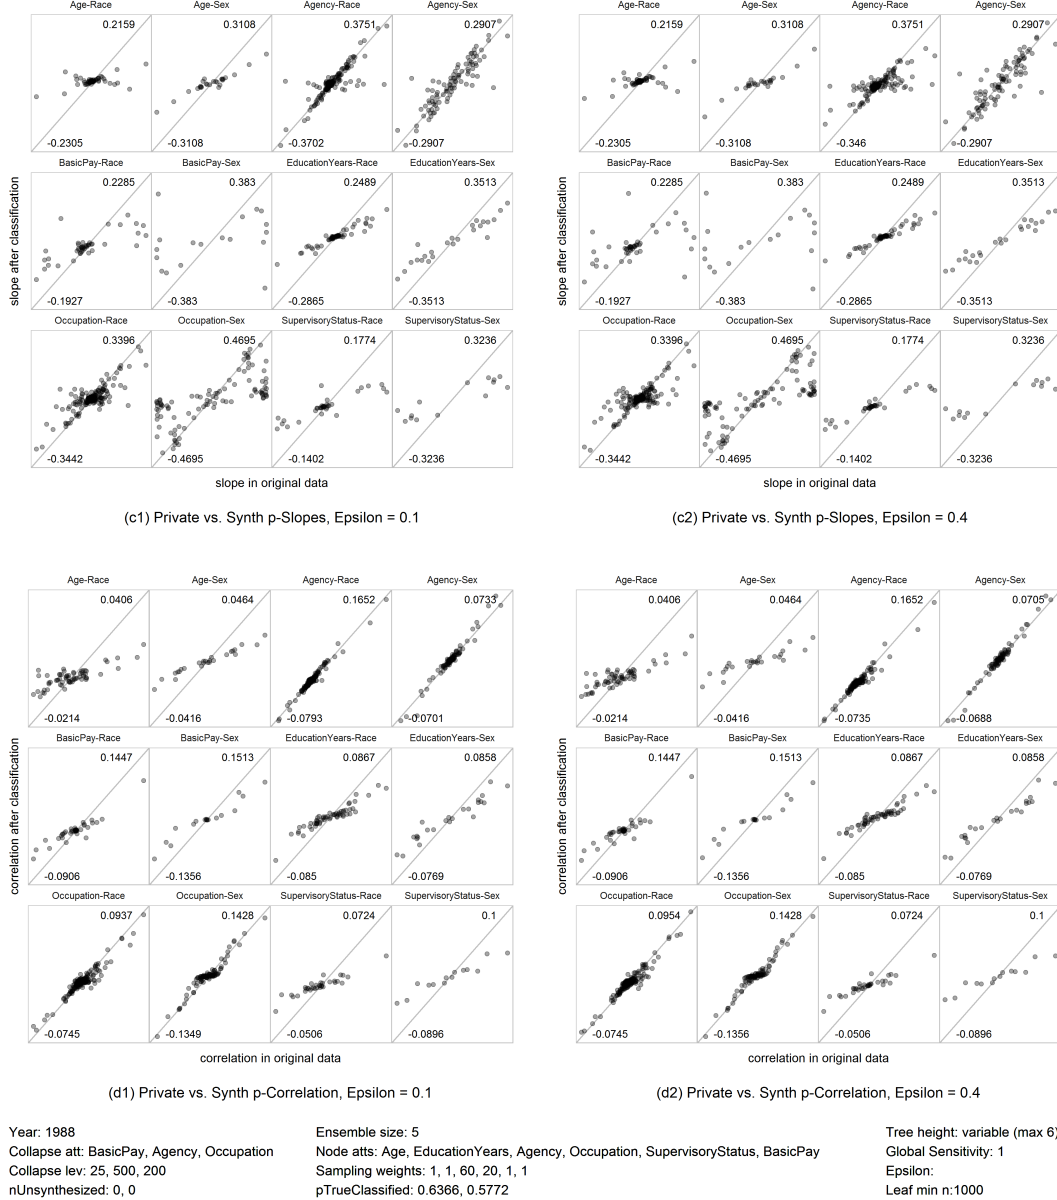 Age-Race Age-Sex Agency-Race Agency-Sex
0.2159 0.3108 0.3751 0.2907
-0.2305 -0.3108 -0.3702 -0.2907
BasicPay-Race BasicPay-Sex EducationYears-Race EducationYears-Sex
0.2285 0.383 0.2489 0.3513
-0.1927 -0.383 -0.2865 -0.3513
Occupation-Race Occupation-Sex SupervisoryStatus-Race SupervisoryStatus-Sex
0.3396 0.4695 0.1774 0.3236
-0.3442 -0.4695 -0.1402 -0.3236
slope after classification
slope in original data
(c1) Private vs. Synth p-Slopes, Epsilon = 0.1
Age-Race Age-Sex Agency-Race Agency-Sex
0.2159 0.3108 0.3751 0.2907
-0.2305 -0.3108 -0.346 -0.2907
BasicPay-Race BasicPay-Sex EducationYears-Race EducationYears-Sex
0.2285 0.383 0.2489 0.3513
-0.1927 -0.383 -0.2865 -0.3513
Occupation-Race Occupation-Sex SupervisoryStatus-Race SupervisoryStatus-Sex
0.3396 0.4695 0.1774 0.3236
-0.3442 -0.4695 -0.1402 -0.3236
slope after classification
slope in original data
(c2) Private vs. Synth p-Slopes, Epsilon = 0.4
Age-Race Age-Sex Agency-Race Agency-Sex
0.0406 0.0464 0.1652 0.0733
-0.0214 -0.0416 -0.0793 -0.0701
BasicPay-Race BasicPay-Sex EducationYears-Race EducationYears-Sex
0.1447 0.1513 0.0867 0.0858
-0.0906 -0.1356 -0.085 -0.0769
Occupation-Race Occupation-Sex SupervisoryStatus-Race SupervisoryStatus-Sex
0.0937 0.1428 0.0724 0.1
-0.0745 -0.1349 -0.0506 -0.0896
correlation after classification
correlation in original data
(d1) Private vs. Synth p-Correlation, Epsilon = 0.1
Age-Race Age-Sex Agency-Race Agency-Sex
0.0406 0.0464 0.1652 0.0705
-0.0214 -0.0416 -0.0735 -0.0688
BasicPay-Race BasicPay-Sex EducationYears-Race EducationYears-Sex
0.1447 0.1513 0.0867 0.0858
-0.0906 -0.1356 -0.085 -0.0769
Occupation-Race Occupation-Sex SupervisoryStatus-Race SupervisoryStatus-Sex
0.0954 0.1428 0.0724 0.1
-0.0745 -0.1356 -0.0506 -0.0896
correlation after classification
correlation in original data
(d2) Private vs. Synth p-Correlation, Epsilon = 0.4
Year: 1988
Collapse att: BasicPay, Agency, Occupation
Collapse lev: 25, 500, 200
nUnsynthesized: 0, 0
Ensemble size: 5
Node atts: Age, EducationYears, Agency, Occupation, SupervisoryStatus, BasicPay
Sampling weights: 1, 1, 60, 20, 1, 1
pTrueClassified: 0.6366, 0.5772
Tree height: variable (max 6)
Global Sensitivity: 1
Epsilon:
Leaf min n:1000